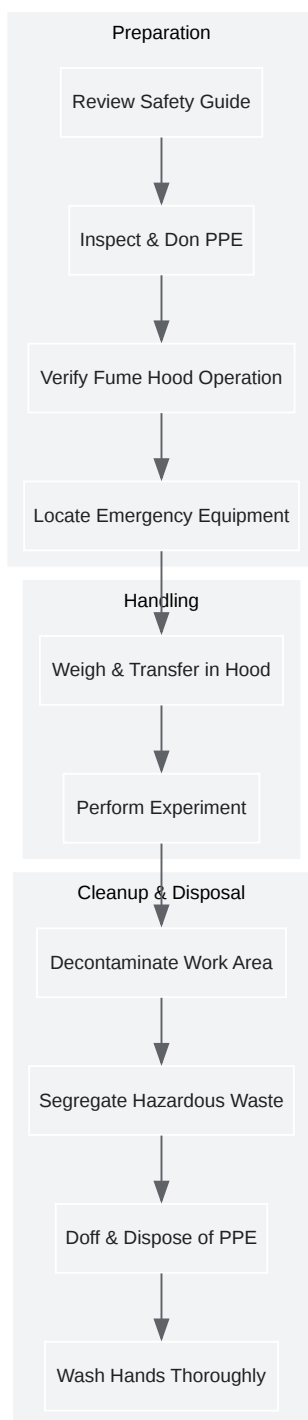 Preparation
Review Safety Guide
Inspect & Don PPE
Verify Fume Hood Operation
Locate Emergency Equipment
Handling
Weigh & Transfer in Hood
Perform Experiment
Cleanup & Disposal
Decontaminate Work Area
Segregate Hazardous Waste
Doff & Dispose of PPE
Wash Hands Thoroughly